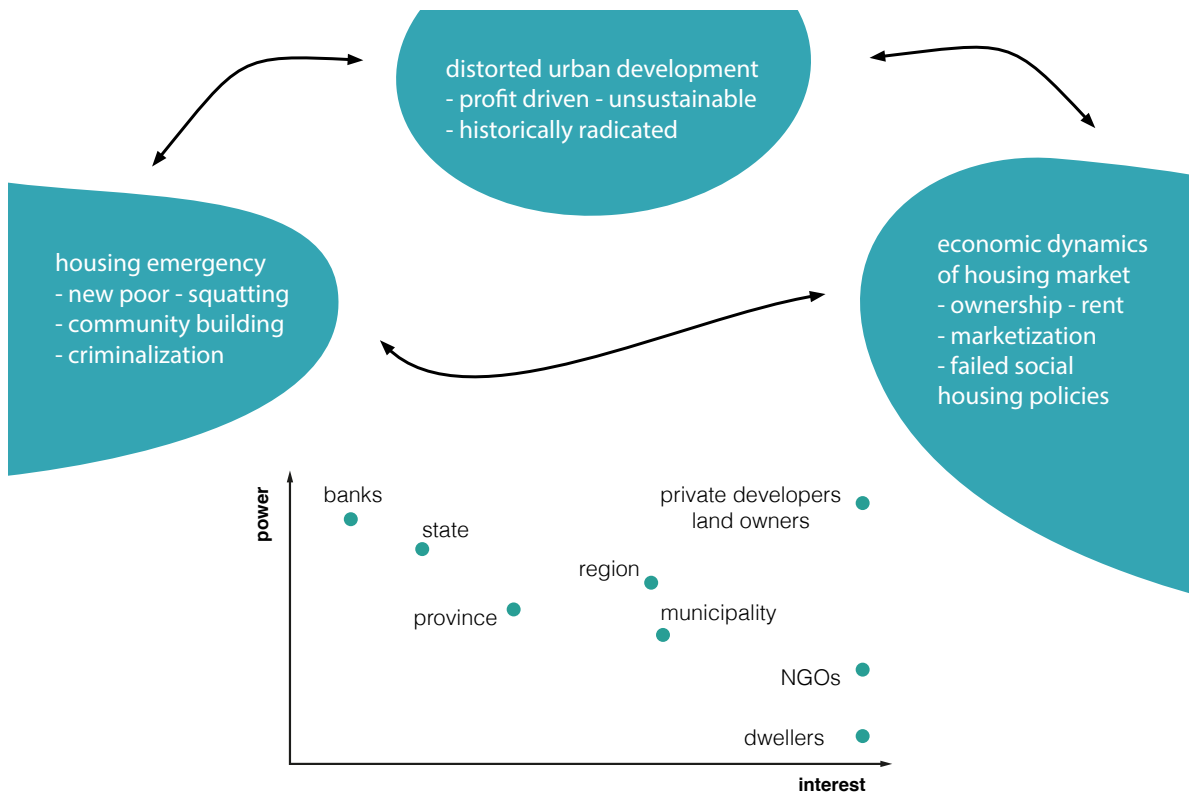 distorted urban development
- profit driven - unsustainable
- historically radicated
housing emergency
- new poor - squatting
- community building
- criminalization
economic dynamics
of housing market
- ownership - rent
- marketization
- failed social
housing policies
power
banks
state
province
region
municipality
private developers
land owners
NGOs
dwellers
interest